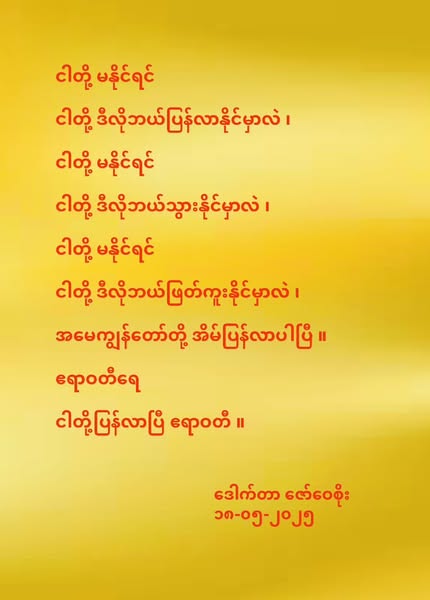 ငါတို့ မနိုင်ရင်
ငါတို့ ဒီလိုဘယ်ပြန်လာနိုင်မှာလဲ ၊
ငါတို့ မနိုင်ရင်
ငါတို့ ဒီလိုဘယ်သွားနိုင်မှာလဲ ၊
ငါတို့ မနိုင်ရင်
ငါတို့ ဒီလိုဘယ်ဖြတ်ကူးနိုင်မှာလဲ ၊
အမေကျွန်တော်တို့ အိမ်ပြန်လာပါပြီ ။
ဧရာဝတီရေ
ငါတို့ပြန်လာပြီ ဧရာဝတီ ။
ဒေါက်တာ ဇော်ဝေစိုး
၁၈-၀၅-၂၀၂၅